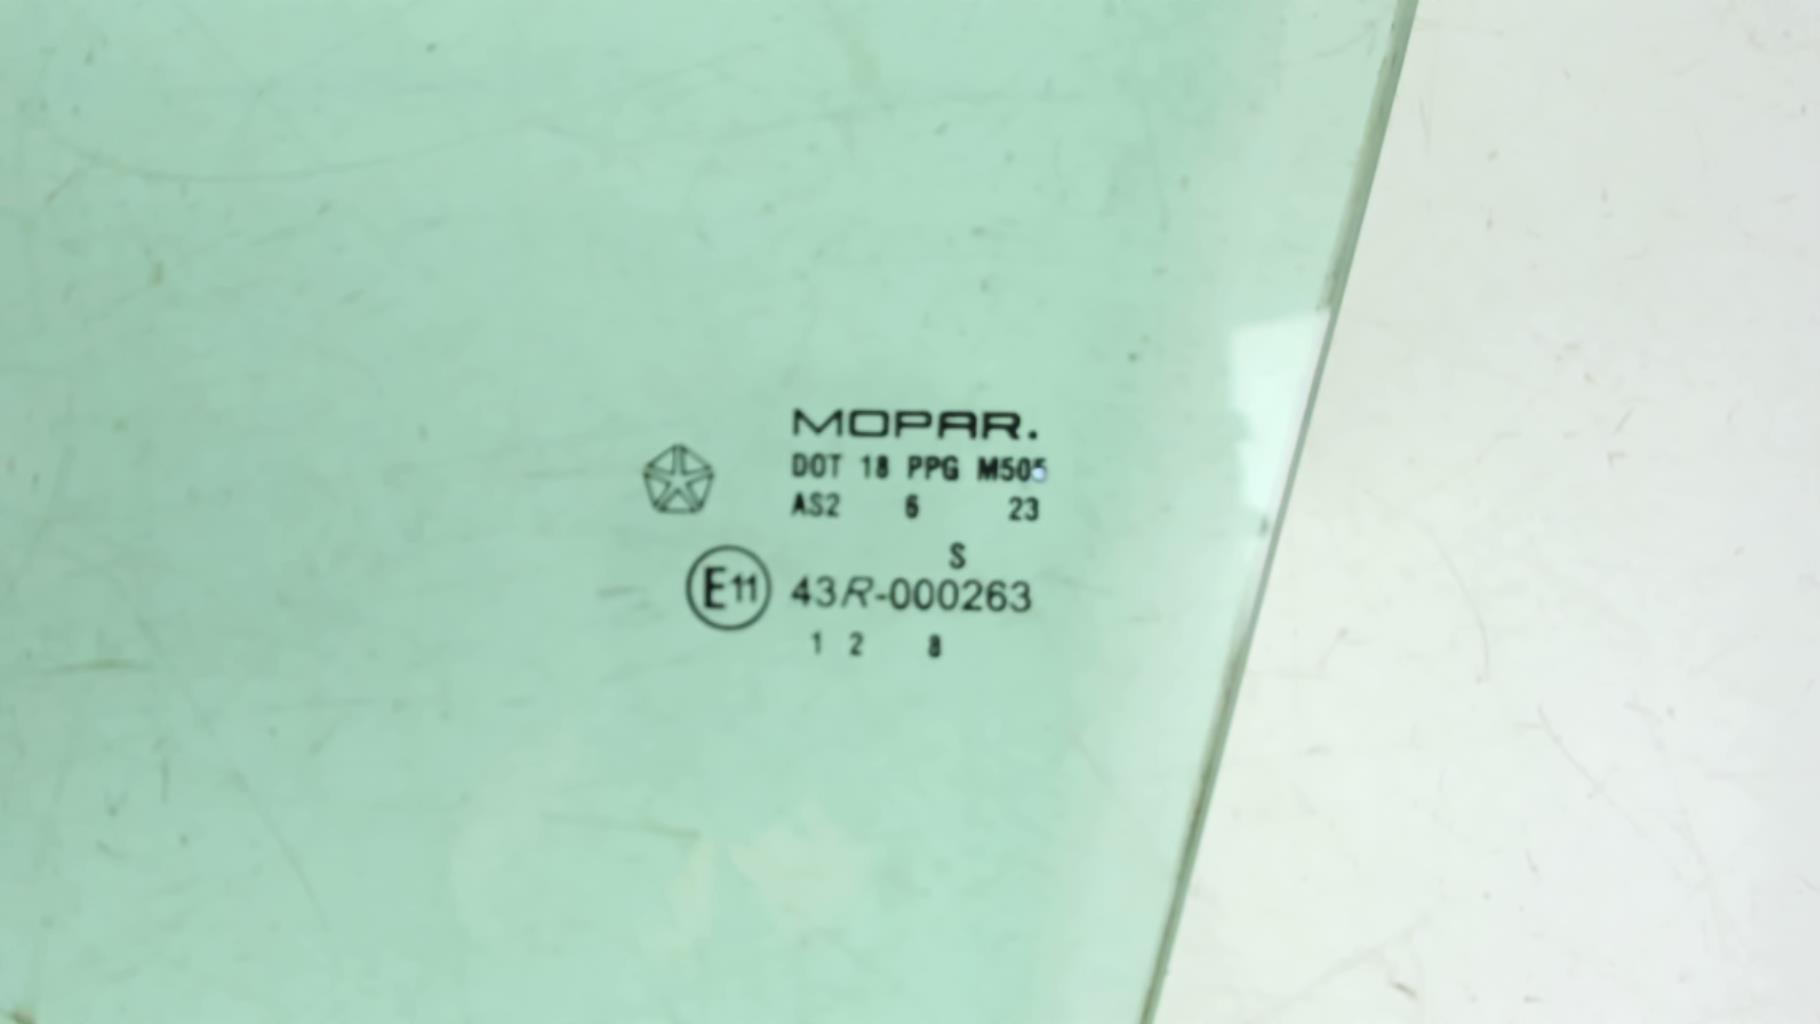 MOPAR.
DOT 18 PPG M505
AS2 6 23
S
E11 43R-000263
1 2 8